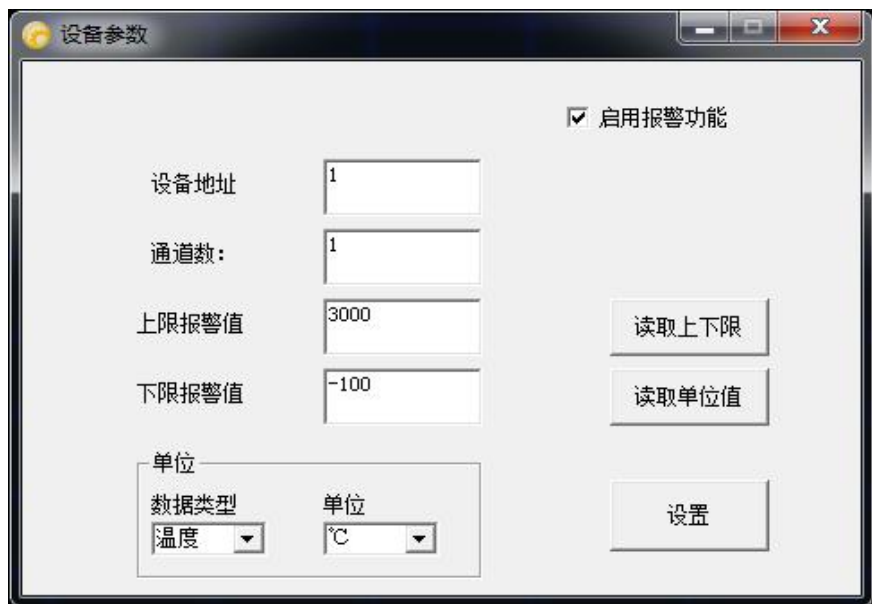 设备参数
启用报警功能
设备地址 1
通道数: 1
上限报警值 3000 读取上下限
下限报警值 -100 读取单位值
单位
数据类型 单位
温度 ℃
设置